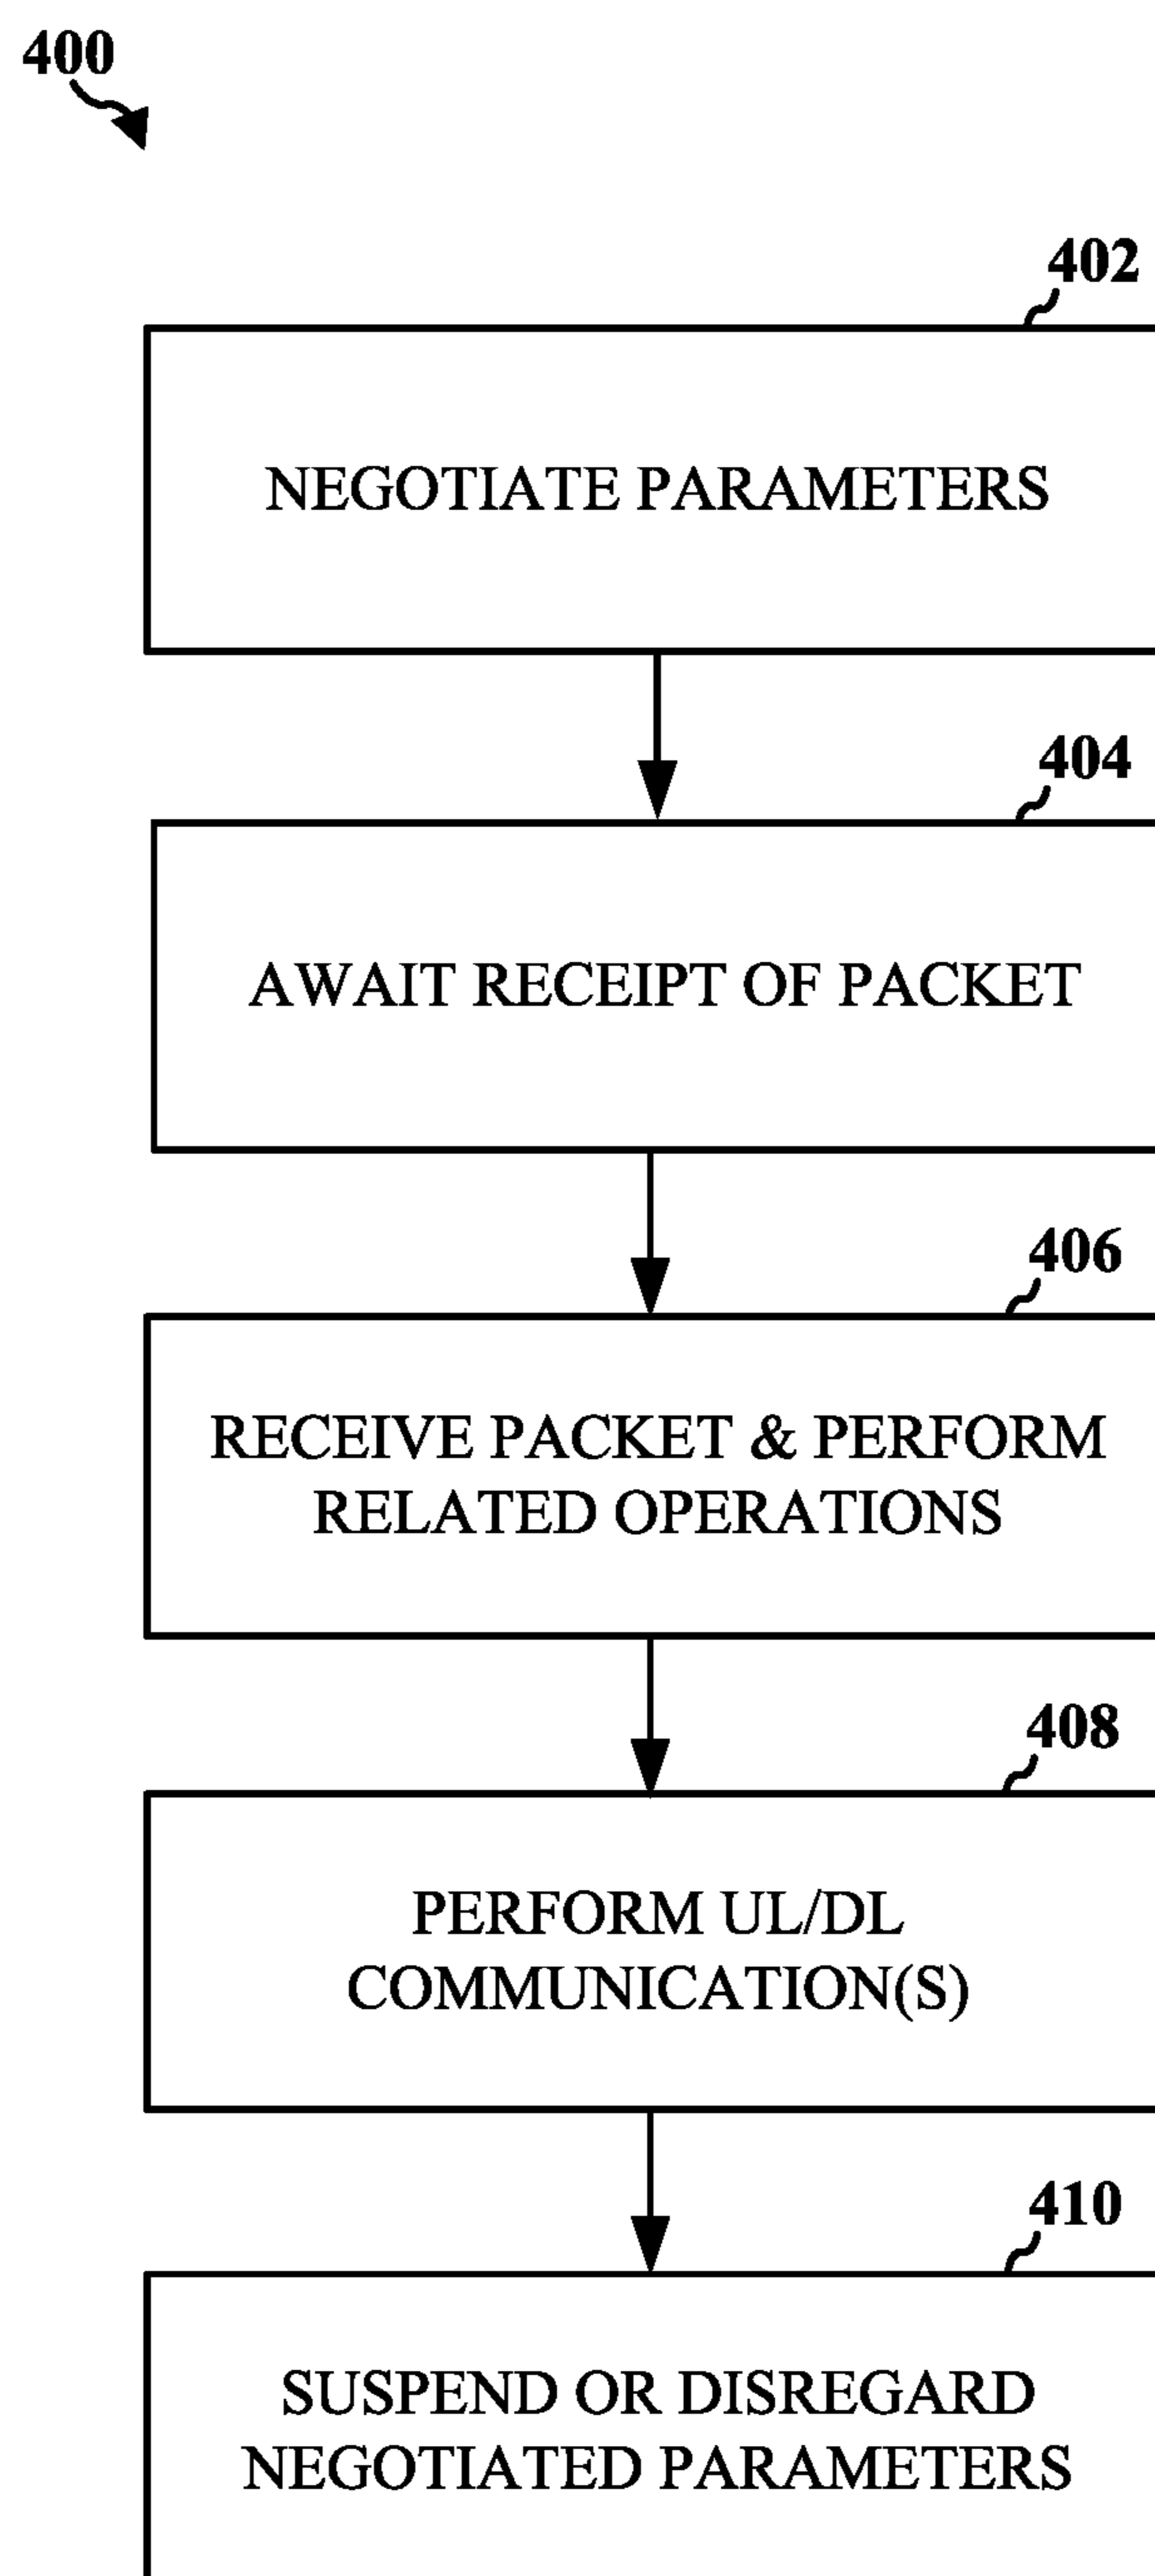 400
402
NEGOTIATE PARAMETERS
404
AWAIT RECEIPT OF PACKET
406
RECEIVE PACKET & PERFORM
RELATED OPERATIONS
408
PERFORM UL/DL
COMMUNICATION(S)
410
SUSPEND OR DISREGARD
NEGOTIATED PARAMETERS